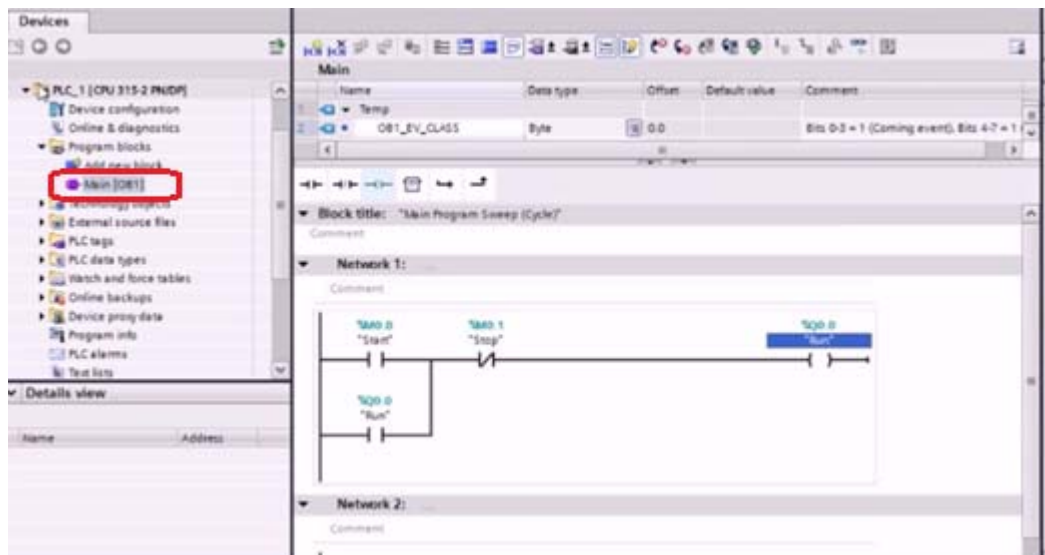 Devices
PLC_1 [CPU 315-2 PN/DP]
Device configuration
Online & diagnostics
Program blocks
Add new block
Main [OB1]
Technology objects
External source files
PLC tags
PLC data types
Watch and force tables
Online backups
Device proxy data
Program info
PLC alarms
Text lists
Details view
Name Address
Main
Name Data type Offset Default value Comment
1 Temp
2 OB1_EV_CLASS Byte 0.0 Bits 0-3 = 1 (Coming event), Bits 4-7 = 1
Block title: "Main Program Sweep (Cycle)"
Comment
Network 1:
Comment
%M0.0 %M0.1 %Q0.0
"Start" "Stop" "Run"
%Q0.0
"Run"
Network 2:
Comment